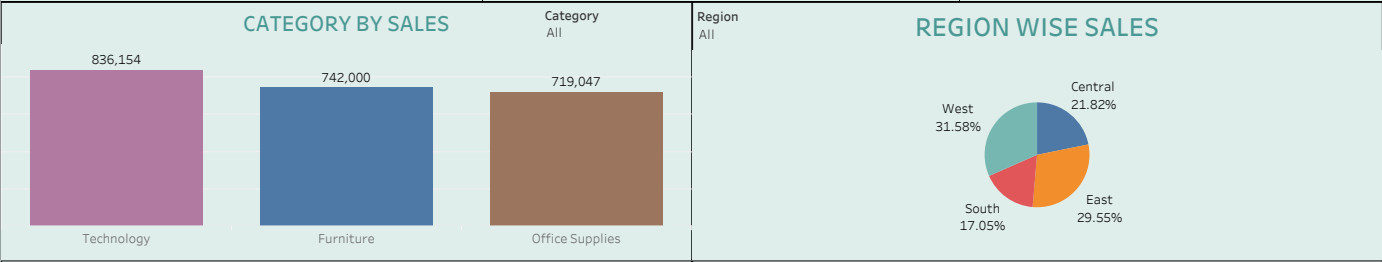 CATEGORY BY SALES
Category
All
836,154
742,000
719,047
Technology
Furniture
Office Supplies
Region
All
REGION WISE SALES
Central
21.82%
West
31.58%
East
29.55%
South
17.05%